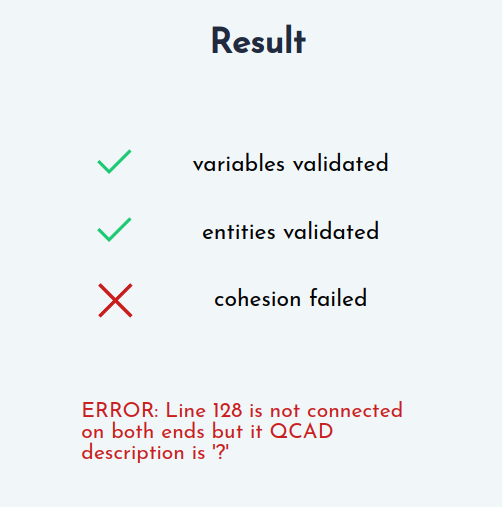 Result
variables validated
entities validated
cohesion failed
ERROR: Line 128 is not connected
on both ends but it QCAD
description is '?'